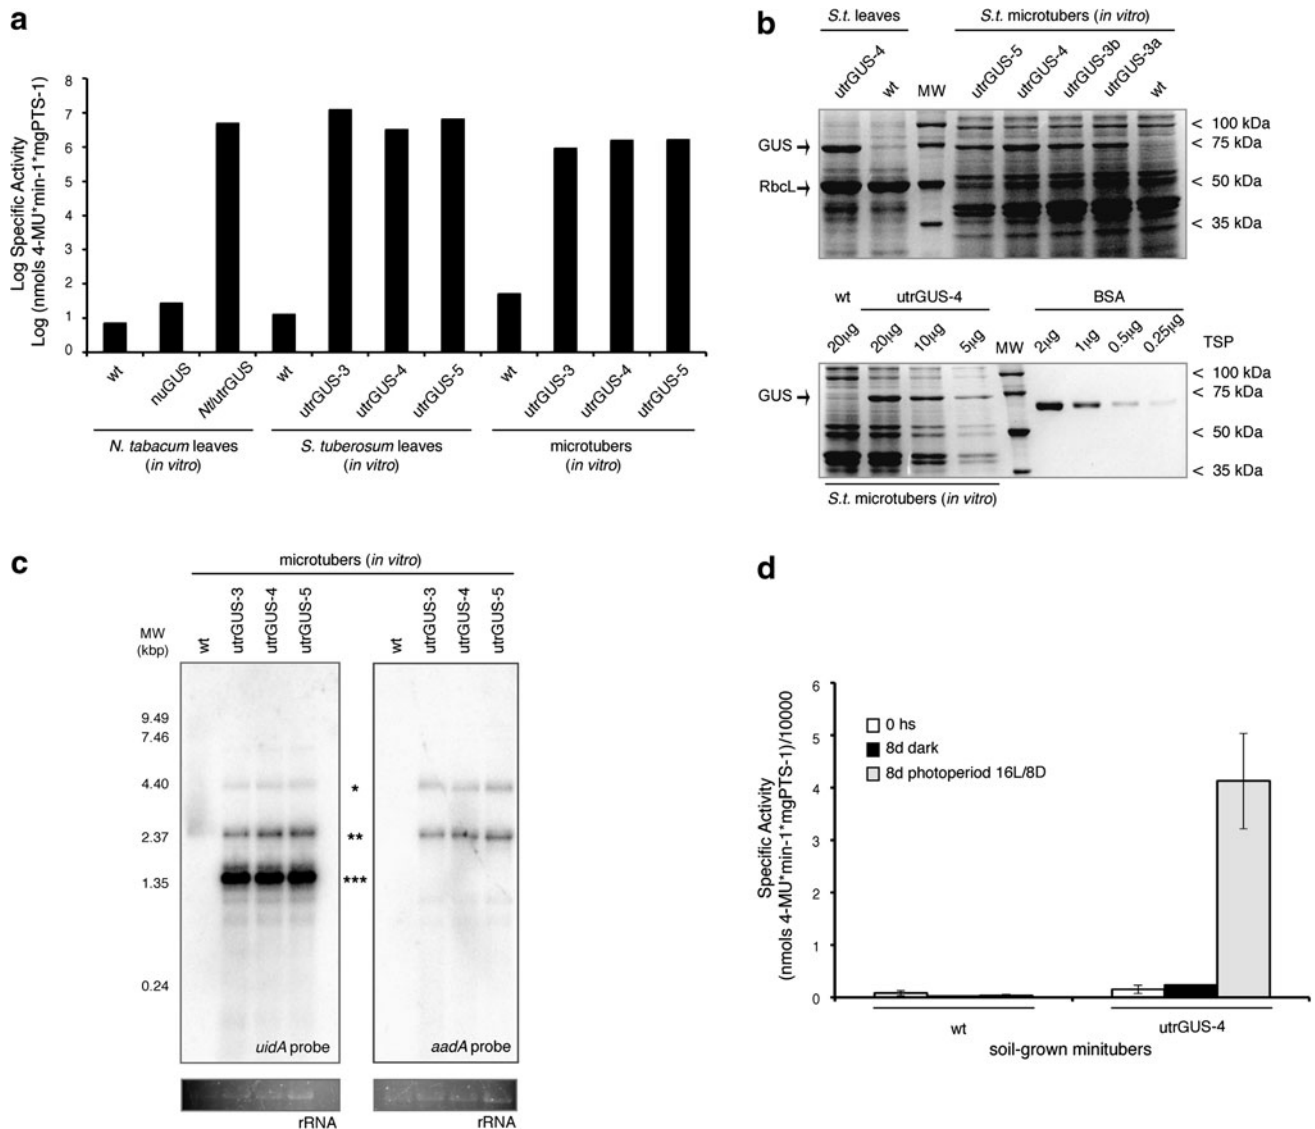 a
Log Specific Activity
Log (nmols 4-MU*min-1*mgPTS-1)
8
7
6
5
4
3
2
1
0
wt
nuGUS
Nt/utrGUS
wt
utrGUS-3
utrGUS-4
utrGUS-5
wt
utrGUS-3
utrGUS-4
utrGUS-5
N. tabacum leaves
(in vitro)
S. tuberosum leaves
(in vitro)
microtubers
(in vitro)
b
S.t. leaves
S.t. microtubers (in vitro)
utrGUS-4
wt
MW
utrGUS-5
utrGUS-4
utrGUS-3b
utrGUS-3a
wt
GUS
RbcL
< 100 kDa
< 75 kDa
< 50 kDa
< 35 kDa
wt
utrGUS-4
BSA
20µg
20µg
10µg
5µg
MW
2µg
1µg
0.5µg
0.25µg
TSP
GUS
< 100 kDa
< 75 kDa
< 50 kDa
< 35 kDa
S.t. microtubers (in vitro)
c
microtubers (in vitro)
MW
(kbp)
wt
utrGUS-3
utrGUS-4
utrGUS-5
wt
utrGUS-3
utrGUS-4
utrGUS-5
9.49
7.46
4.40
2.37
1.35
0.24
*
**
***
uidA probe
aadA probe
rRNA
rRNA
d
Specific Activity
(nmols 4-MU*min-1*mgPTS-1)/10000
6
5
4
3
2
1
0
0 hs
8d dark
8d photoperiod 16L/8D
wt
utrGUS-4
soil-grown minitubers